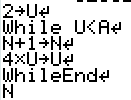 2→U↵
While U<A↵
N+1→N↵
4×U→U↵
WhileEnd↵
N